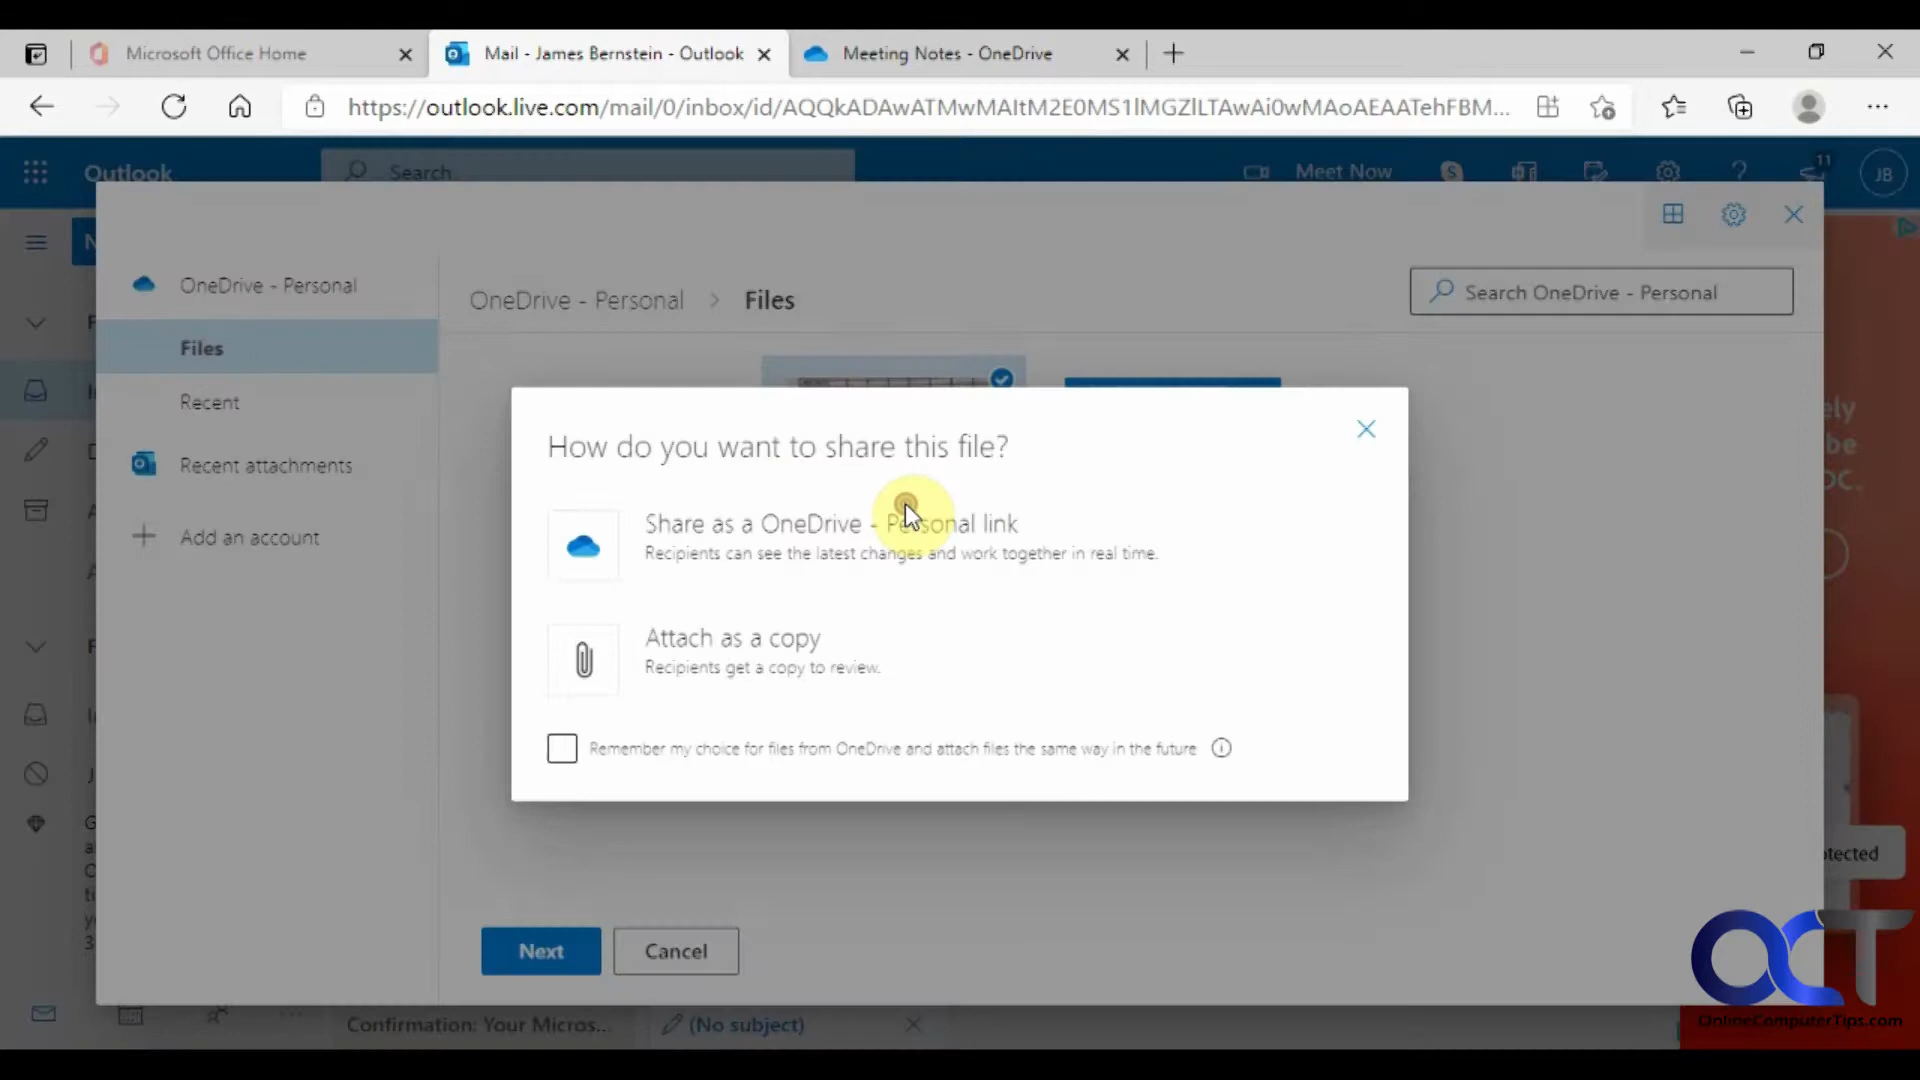 Microsoft Office Home
Mail - James Bernstein - Outlook
Meeting Notes - OneDrive
https://outlook.live.com/mail/0/inbox/id/AQQkADAwATMwMAItM2E0MS1lMGZlLTAwAi0wMAoAEAATehFBM...
Outlook
Search
Meet Now
11
JB
OneDrive - Personal
Files
Recent
Recent attachments
Add an account
OneDrive - Personal > Files
Search OneDrive - Personal
How do you want to share this file?
Share as a OneDrive - Personal link
Recipients can see the latest changes and work together in real time.
Attach as a copy
Recipients get a copy to review.
Remember my choice for files from OneDrive and attach files the same way in the future
Next
Cancel
Confirmation: Your Micros...
(No subject)
OCT
OnlineComputerTips.com